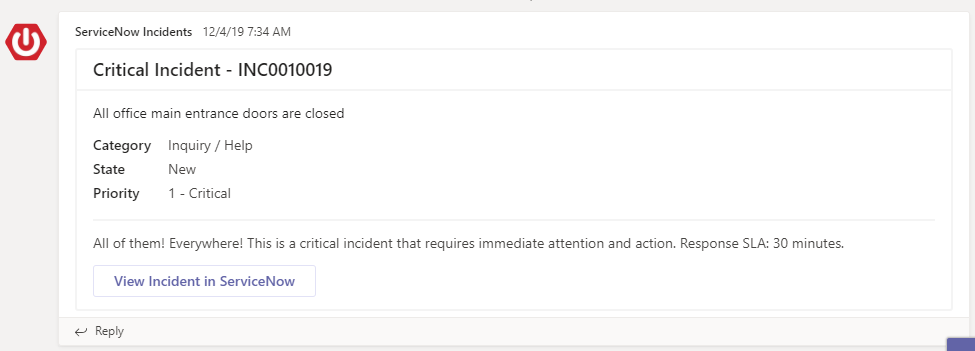 ServiceNow Incidents 12/4/19 7:34 AM
Critical Incident - INC0010019
All office main entrance doors are closed
Category Inquiry / Help
State New
Priority 1 - Critical
All of them! Everywhere! This is a critical incident that requires immediate attention and action. Response SLA: 30 minutes.
View Incident in ServiceNow
Reply